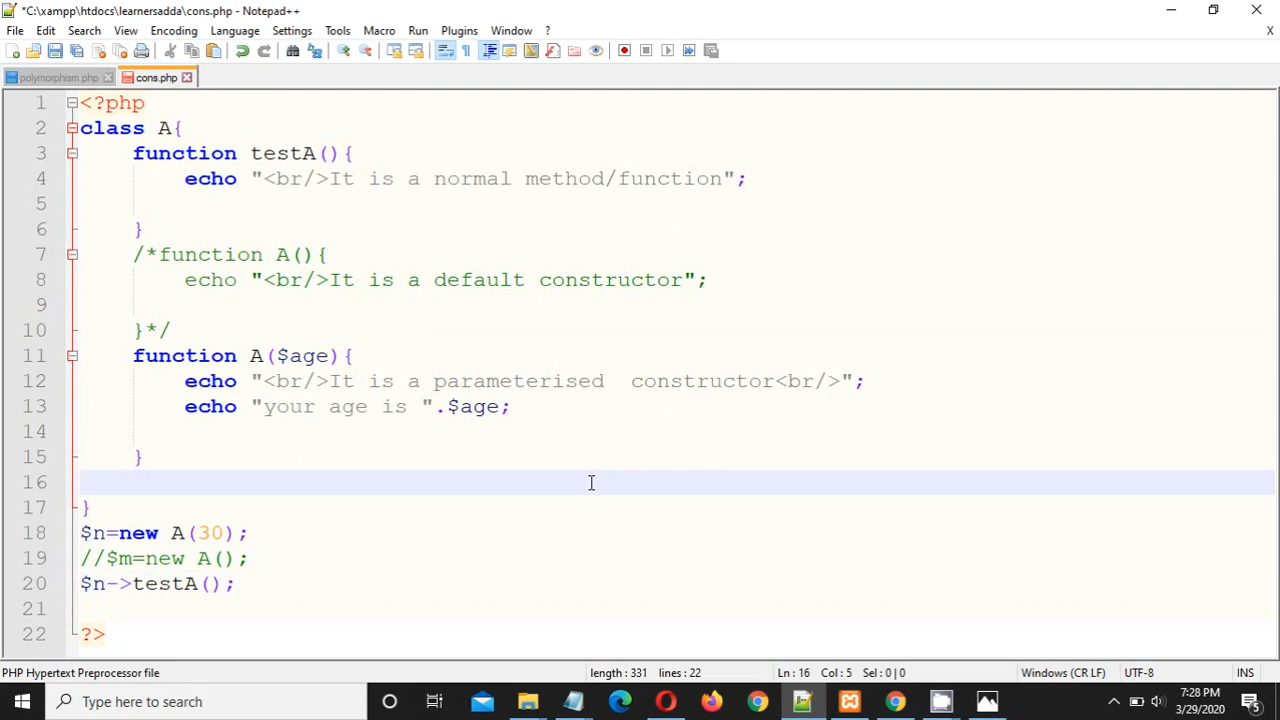 *C:\xampp\htdocs\learnersadda\cons.php - Notepad++
File Edit Search View Encoding Language Settings Tools Macro Run Plugins Window ? X
polymorphism.php cons.php
1 <?php
2 class A{
3 function testA(){
4 echo "<br/>It is a normal method/function";
5
6 }
7 /*function A(){
8 echo "<br/>It is a default constructor";
9
10 }*/
11 function A($age){
12 echo "<br/>It is a parameterised  constructor<br/>";
13 echo "your age is ".$age;
14
15 }
16
17 }
18 $n=new A(30);
19 //$m=new A();
20 $n->testA();
21
22 ?>
PHP Hypertext Preprocessor file length : 331 lines : 22 Ln : 16 Col : 5 Sel : 0 | 0 Windows (CR LF) UTF-8 INS
Type here to search 7:28 PM
3/29/2020 5